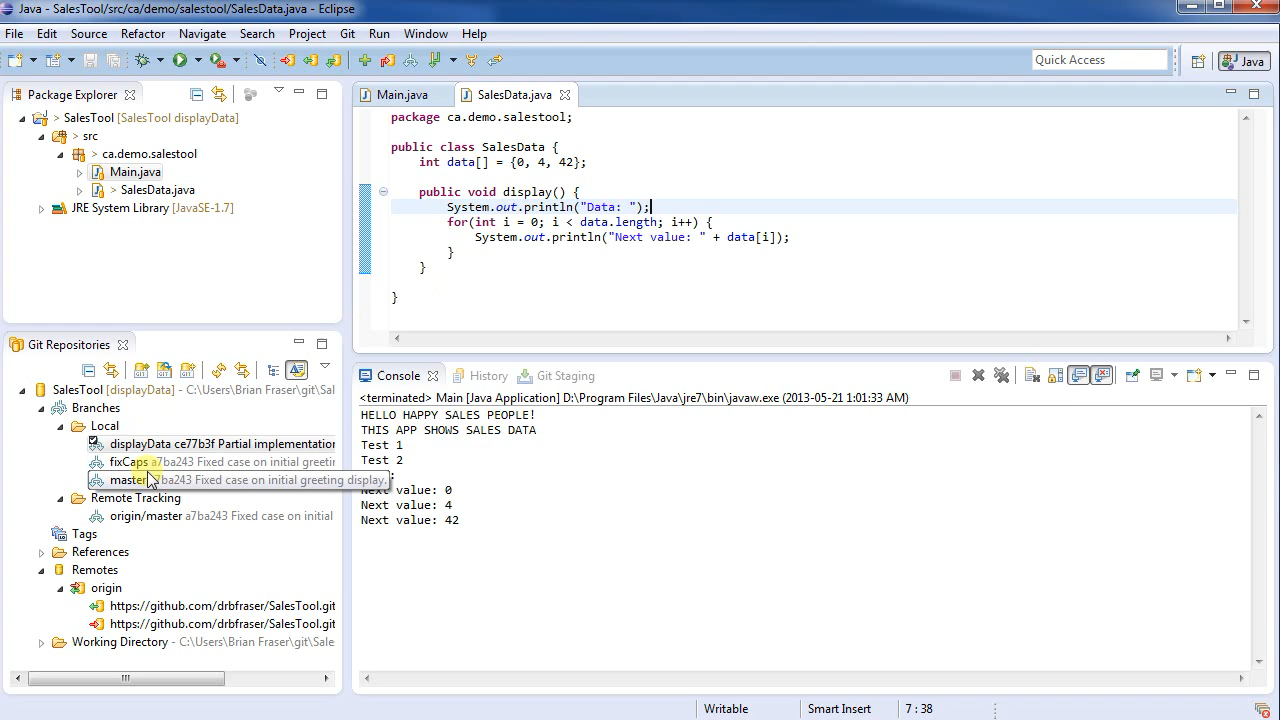 Java - SalesTool/src/ca/demo/salestool/SalesData.java - Eclipse
File Edit Source Refactor Navigate Search Project Git Run Window Help
Quick Access
Java
Package Explorer
> SalesTool [SalesTool displayData]
> src
> ca.demo.salestool
Main.java
> SalesData.java
JRE System Library [JavaSE-1.7]
Main.java
SalesData.java
package ca.demo.salestool;
public class SalesData {
int data[] = {0, 4, 42};
public void display() {
System.out.println("Data: ");
for(int i = 0; i < data.length; i++) {
System.out.println("Next value: " + data[i]);
}
}
}
Git Repositories
SalesTool [displayData] - C:\Users\Brian Fraser\git\Sales
Branches
Local
displayData ce77b3f Partial implementation
fixCaps a7ba243 Fixed case on initial greetin
master 7ba243 Fixed case on initial greeting display.
Remote Tracking
origin/master a7ba243 Fixed case on initial
Tags
References
Remotes
origin
https://github.com/drbfraser/SalesTool.git
https://github.com/drbfraser/SalesTool.git
Working Directory - C:\Users\Brian Fraser\git\Sale
Console
History
Git Staging
<terminated> Main [Java Application] D:\Program Files\Java\jre7\bin\javaw.exe (2013-05-21 1:01:33 AM)
HELLO HAPPY SALES PEOPLE!
THIS APP SHOWS SALES DATA
Test 1
Test 2
Next value: 0
Next value: 4
Next value: 42
Writable
Smart Insert
7 : 38